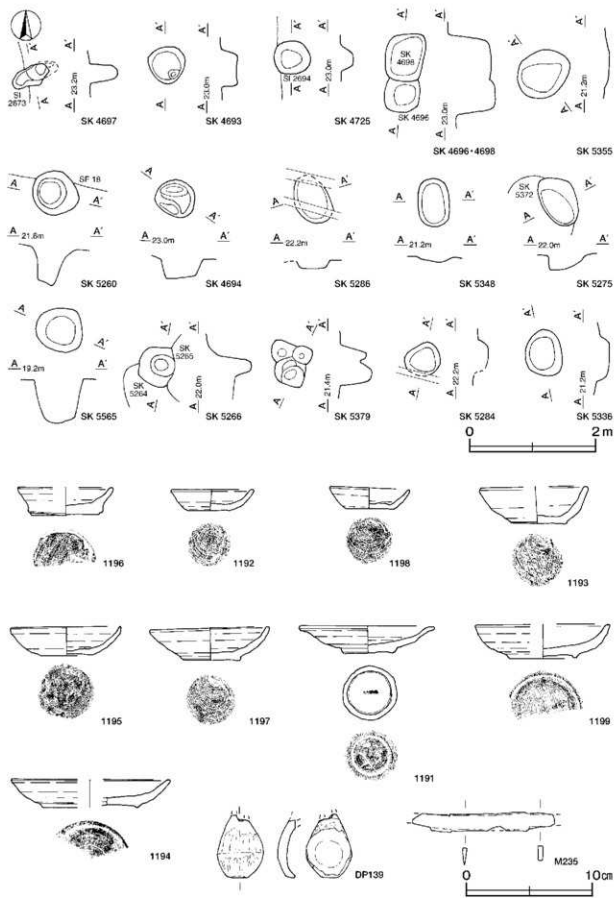 A A' A A' SI 2673 23.2m SK 4697
A A' A A' 23.0m SK 4693
A A' A A' SI 2694 23.0m SK 4725
A A' A A' SK 4698 SK 4696 23.0m SK 4696・4698
A A' A A' 21.2m SK 5355
A A' SF 18 A 21.8m A' SK 5260
A A' A 23.0m A' SK 4694
A A' A 22.2m A' SK 5286
A A' A 21.2m A' SK 5348
SK 5372 A A' A 22.0m A' SK 5275
A A' A 19.2m A' SK 5565
A A' A A' SK 5265 SK 5264 22.0m SK 5266
A A' A A' 21.4m SK 5379
A A' A A' 22.2m SK 5284
A A' A A' 21.2m SK 5336
0 2m
1196
1192
1198
1193
1195
1197
1191
1199
1194
DP139
M235
0 10cm